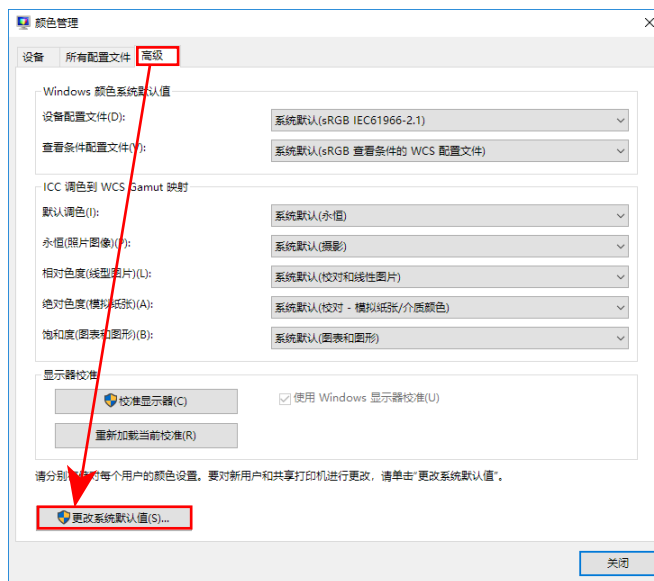 颜色管理
设备 所有配置文件 高级
Windows 颜色系统默认值
设备配置文件(D): 系统默认(sRGB IEC61966-2.1)
查看条件配置文件(V): 系统默认(sRGB 查看条件的 WCS 配置文件)
ICC 调色到 WCS Gamut 映射
默认调色(I): 系统默认(永恒)
永恒(照片图像)(P): 系统默认(摄影)
相对色度(线型图片)(L): 系统默认(校对和线性图片)
绝对色度(模拟纸张)(A): 系统默认(校对 - 模拟纸张/介质颜色)
饱和度(图表和图形)(B): 系统默认(图表和图形)
显示器校准
校准显示器(C) 使用 Windows 显示器校准(U)
重新加载当前校准(R)
请分别对每个用户的颜色设置。要对新用户和共享打印机进行更改，请单击"更改系统默认值"。
更改系统默认值(S)...
关闭